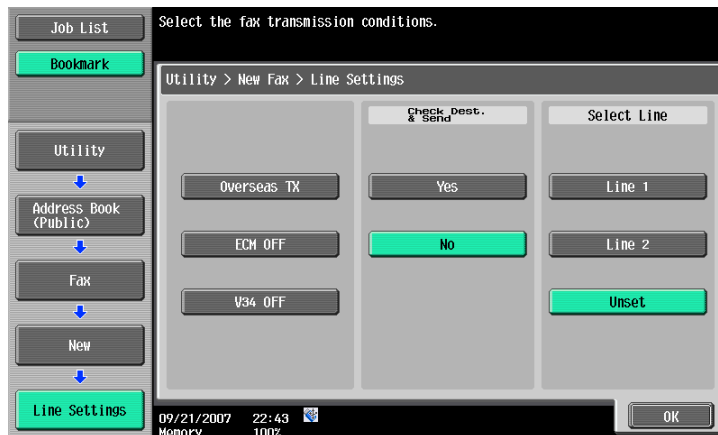 Job List
Select the fax transmission conditions.
Bookmark
Utility > New Fax > Line Settings
Check Dest.
& Send
Select Line
Utility
Overseas TX
Yes
Line 1
Address Book
(Public)
ECM OFF
No
Line 2
Fax
V34 OFF
Unset
New
Line Settings
09/21/2007 22:43
Memory 100%
OK